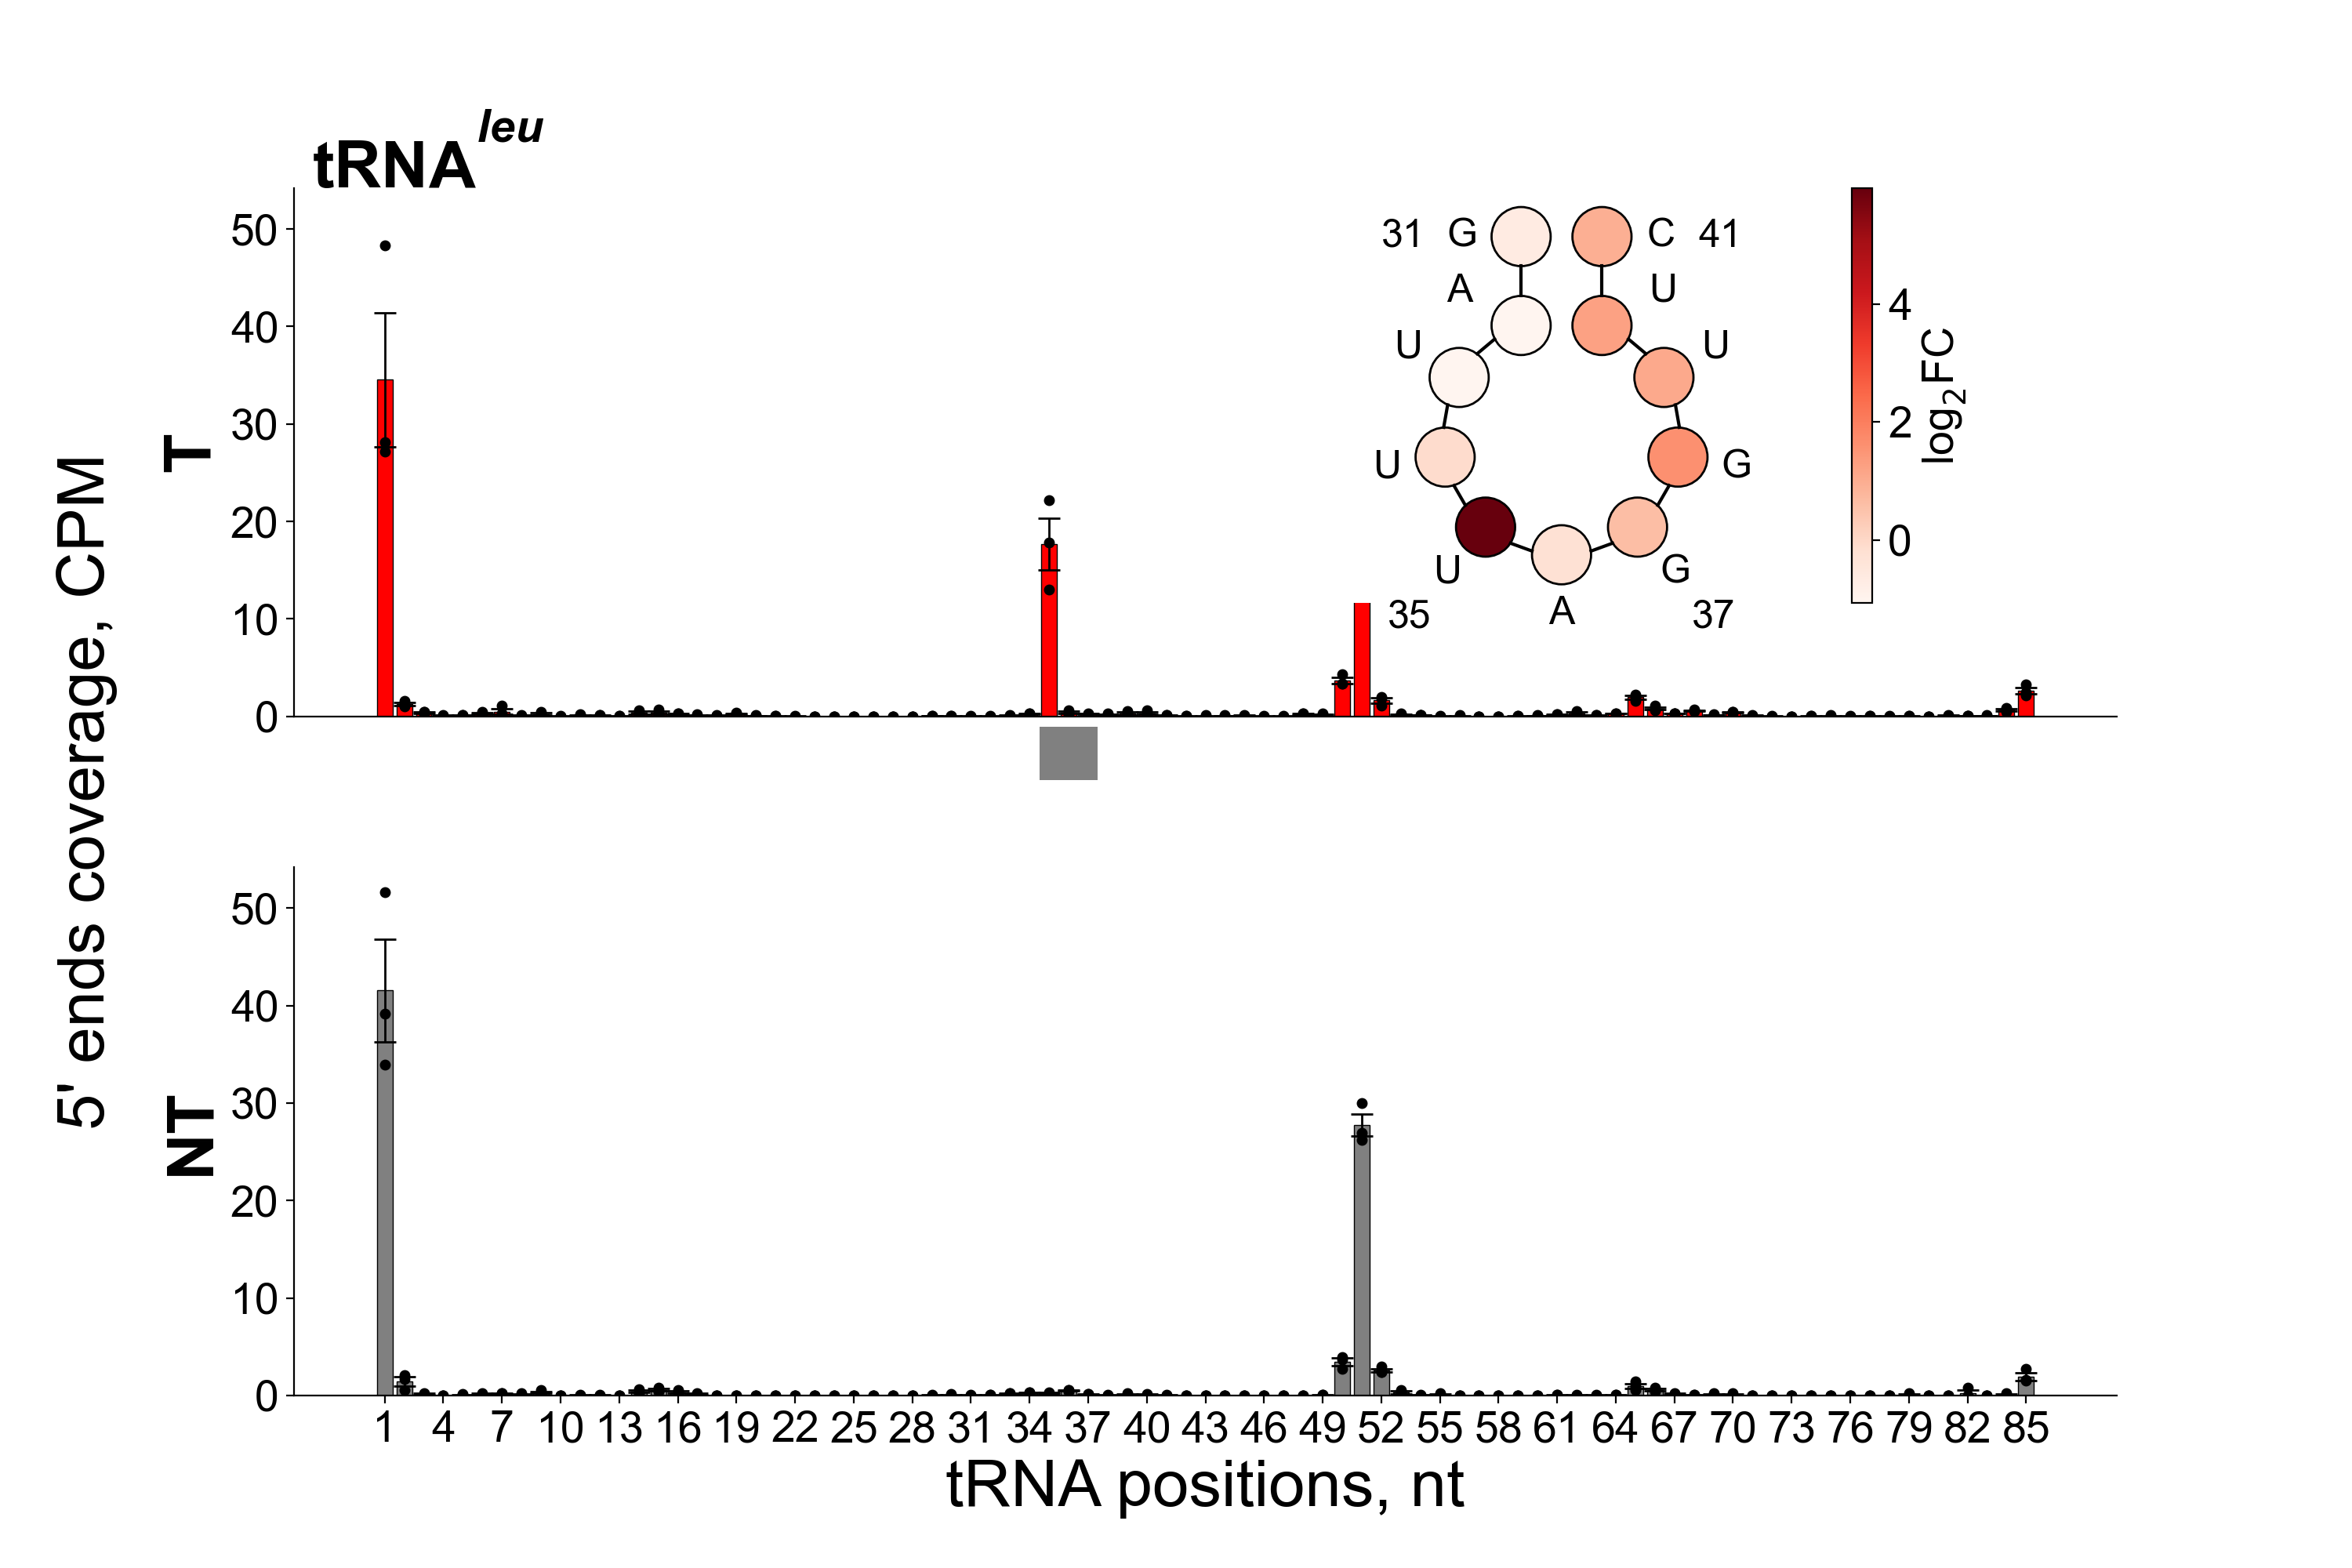 tRNA^leu
5' ends coverage, CPM
T
50
40
30
20
10
0
31 G C 41
A U
U U
U G
U G
35 A 37
4
2
0
log₂FC
NT
50
40
30
20
10
0
1 4 7 10 13 16 19 22 25 28 31 34 37 40 43 46 49 52 55 58 61 64 67 70 73 76 79 82 85
tRNA positions, nt